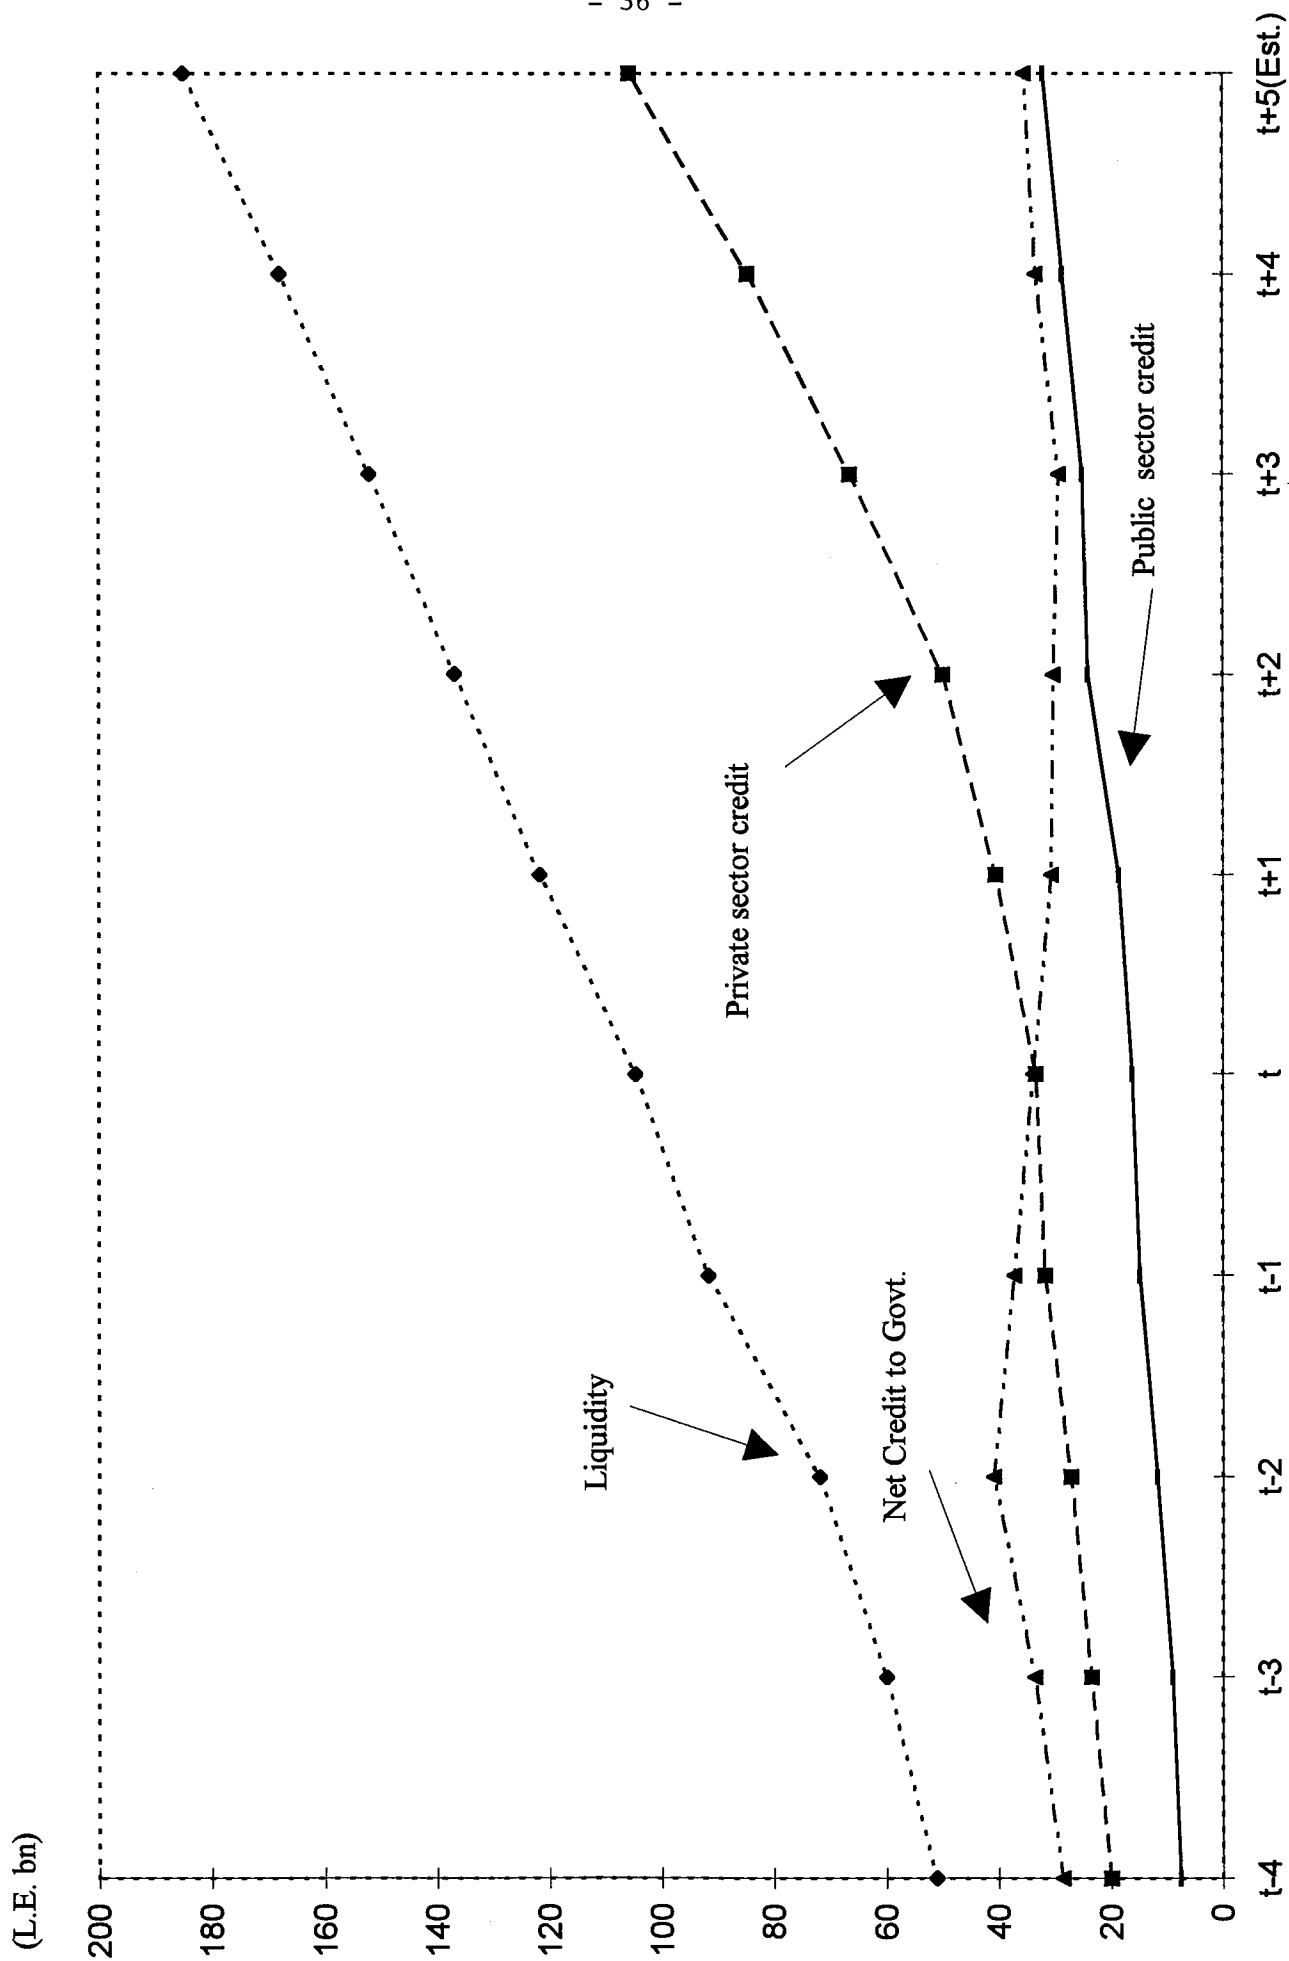 - 36 -
(L.E. bn)
200
180
160
140
120
100
80
60
40
20
0
Liquidity
Net Credit to Govt.
Private sector credit
Public sector credit
t-4
t-3
t-2
t-1
t
t+1
t+2
t+3
t+4
t+5(Est.)